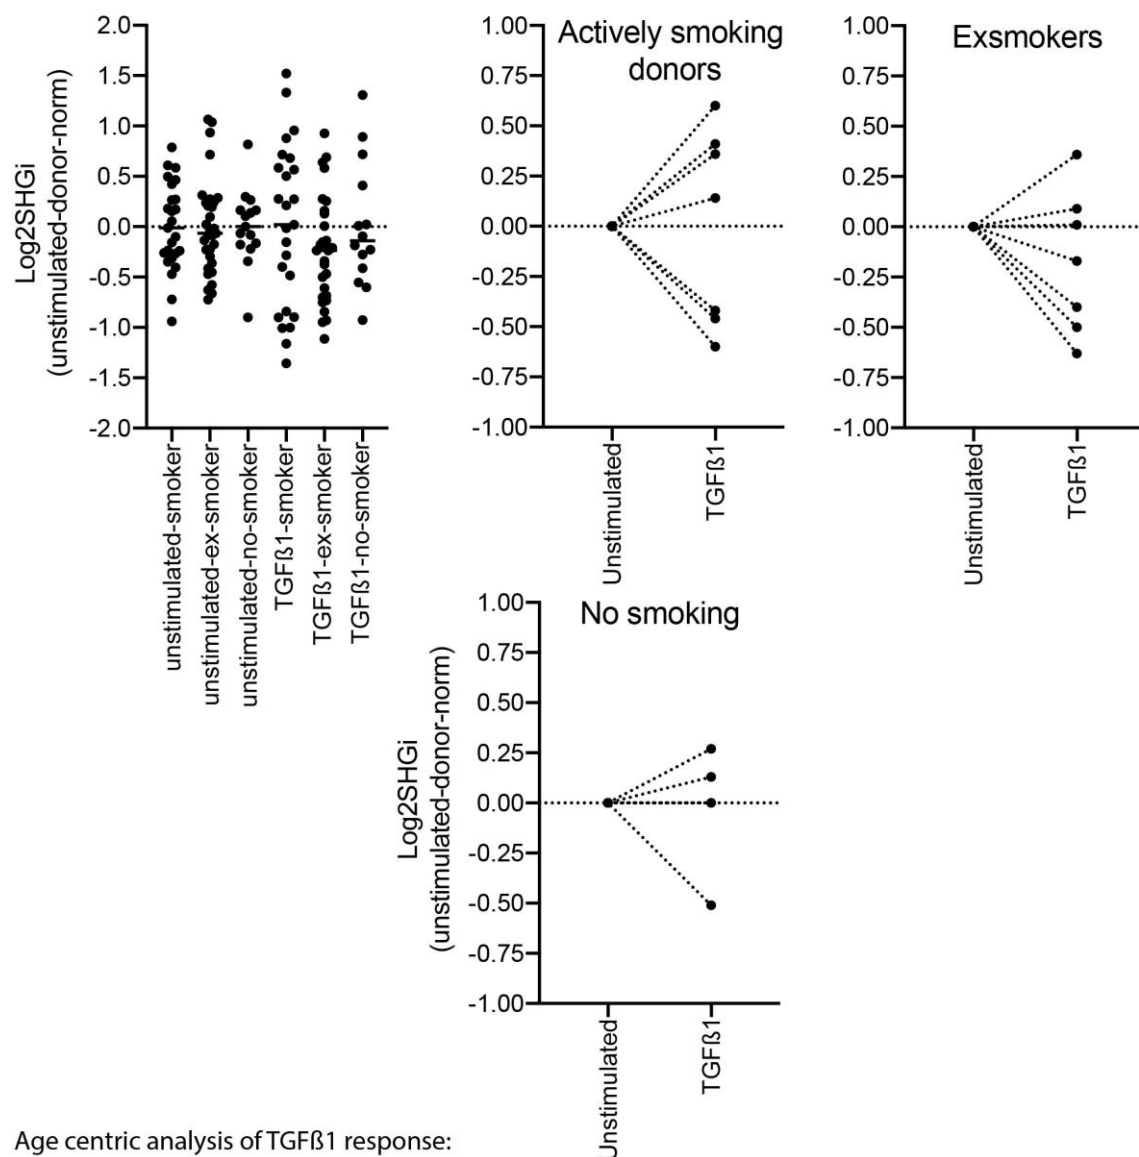 2.0
1.5
1.0
0.5
0.0
-0.5
-1.0
-1.5
-2.0
Log2SHGi
(unstimulated-donor-norm)
unstimulated-smoker
unstimulated-ex-smoker
unstimulated-no-smoker
TGFß1-smoker
TGFß1-ex-smoker
TGFß1-no-smoker
Actively smoking
donors
1.00
0.75
0.50
0.25
0.00
-0.25
-0.50
-0.75
-1.00
Unstimulated
TGFß1
Exsmokers
1.00
0.75
0.50
0.25
0.00
-0.25
-0.50
-0.75
-1.00
Unstimulated
TGFß1
No smoking
1.00
0.75
0.50
0.25
0.00
-0.25
-0.50
-0.75
-1.00
Log2SHGi
(unstimulated-donor-norm)
Unstimulated
TGFß1
Age centric analysis of TGFß1 response: